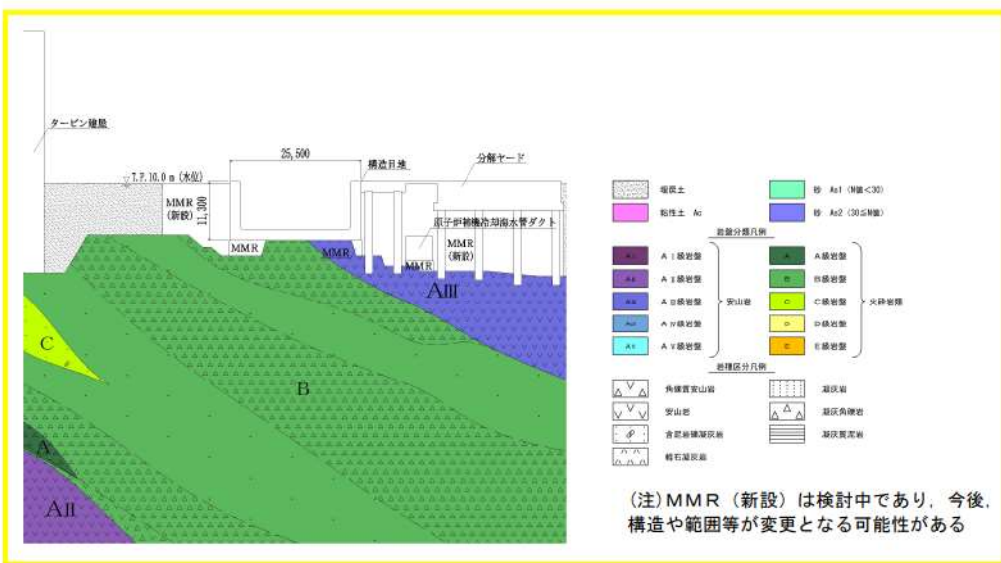 タービン建屋
T.P.10.0 m (水位)
25,500
構造目地
分解ヤード
MMR
(新設)
11,300
原子炉補機冷却海水管ダクト
MMR
MMR
MMR
MMR
(新設)
AIII
C
B
A
AII
埋戻土
砂 As1 (N値<30)
粘性土 Ac
砂 As2 (30≦N値)
岩盤分類凡例
AⅠ級岩盤
A
A級岩盤
AⅡ級岩盤
B
B級岩盤
AⅢ級岩盤
安山岩
C
C級岩盤
火砕岩類
AⅣ級岩盤
D
D級岩盤
AⅤ級岩盤
E
E級岩盤
岩種区分凡例
角礫質安山岩
凝灰岩
安山岩
凝灰角礫岩
含泥岩礫凝灰岩
凝灰質泥岩
軽石凝灰岩
(注)MMR(新設)は検討中であり,今後,
構造や範囲等が変更となる可能性がある